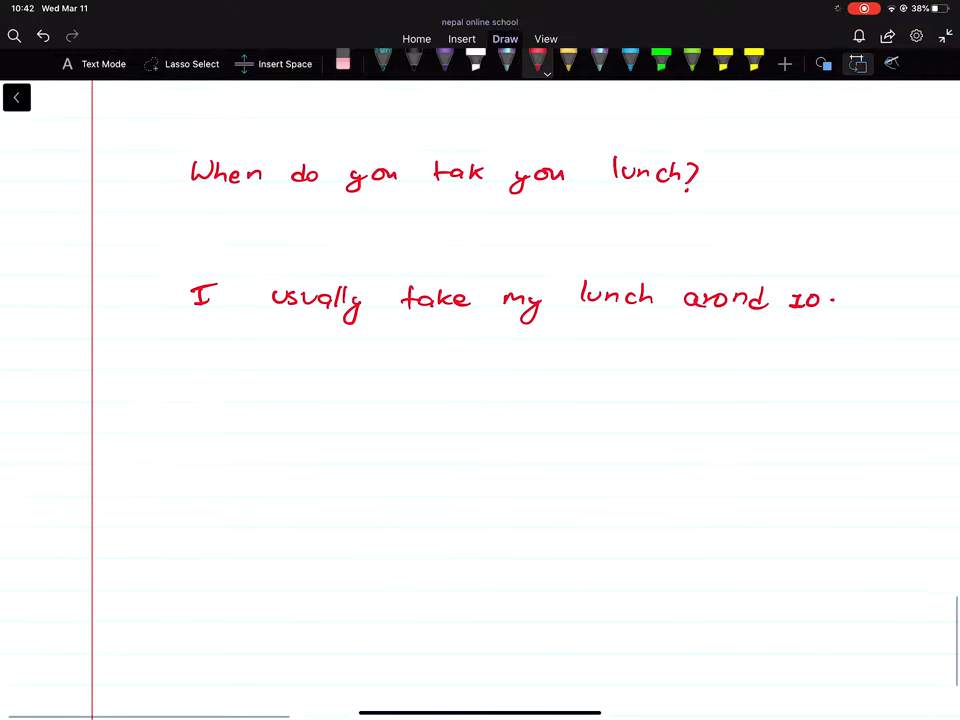 10:42 Wed Mar 11
38%
nepal online school
Home Insert Draw View
A Text Mode Lasso Select Insert Space
When do you tak you lunch?
I usually take my lunch arond 10.